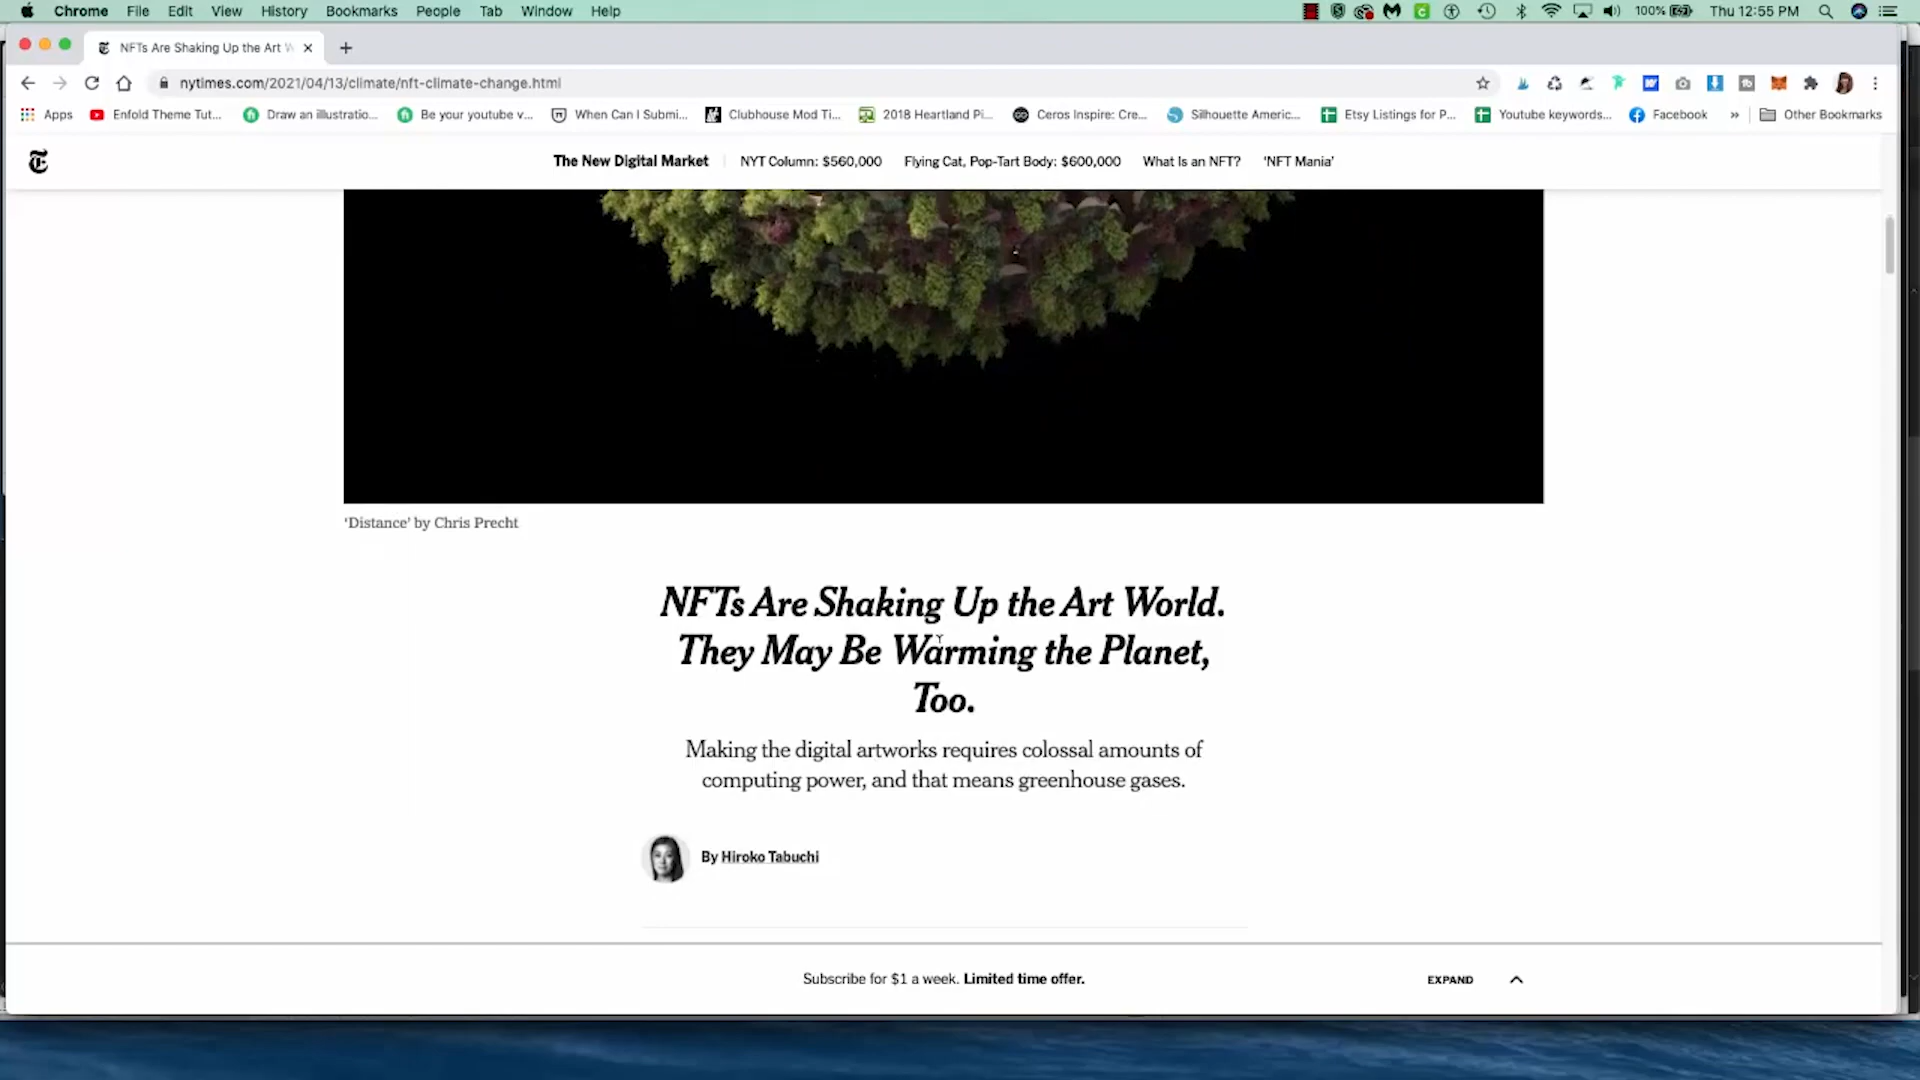 Chrome File Edit View History Bookmarks People Tab Window Help 100% Thu 12:55 PM
NFTs Are Shaking Up the Art W
nytimes.com/2021/04/13/climate/nft-climate-change.html
Apps Enfold Theme Tut... Draw an illustratio... Be your youtube v... When Can I Submi... Clubhouse Mod Ti... 2018 Heartland Pi... Ceros Inspire: Cre... Silhouette Americ... Etsy Listings for P... Youtube keywords... Facebook » Other Bookmarks
The New Digital Market NYT Column: $560,000 Flying Cat, Pop-Tart Body: $600,000 What Is an NFT? 'NFT Mania'
'Distance' by Chris Precht
NFTs Are Shaking Up the Art World.
They May Be Warming the Planet,
Too.
Making the digital artworks requires colossal amounts of
computing power, and that means greenhouse gases.
By Hiroko Tabuchi
Subscribe for $1 a week. Limited time offer. EXPAND